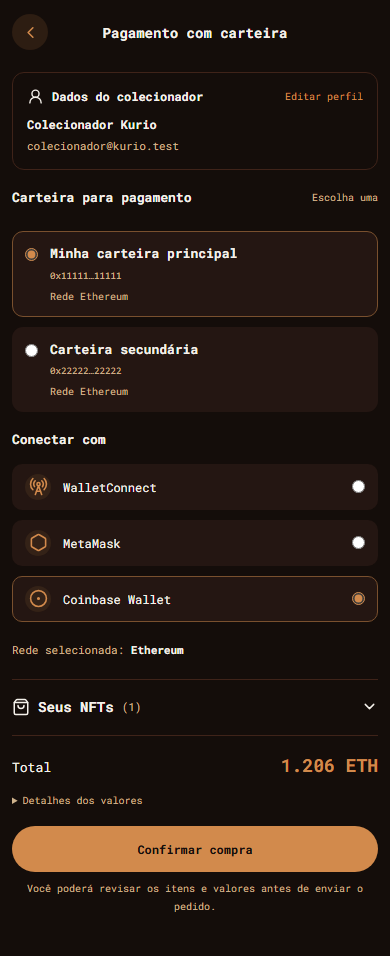 Pagamento com carteira
Dados do colecionador
Editar perfil
Colecionador Kurio
colecionador@kurio.test
Carteira para pagamento
Escolha uma
Minha carteira principal
0x11111…11111
Rede Ethereum
Carteira secundária
0x22222…22222
Rede Ethereum
Conectar com
WalletConnect
MetaMask
Coinbase Wallet
Rede selecionada: Ethereum
Seus NFTs (1)
Total
1.206 ETH
Detalhes dos valores
Confirmar compra
Você poderá revisar os itens e valores antes de enviar o
pedido.